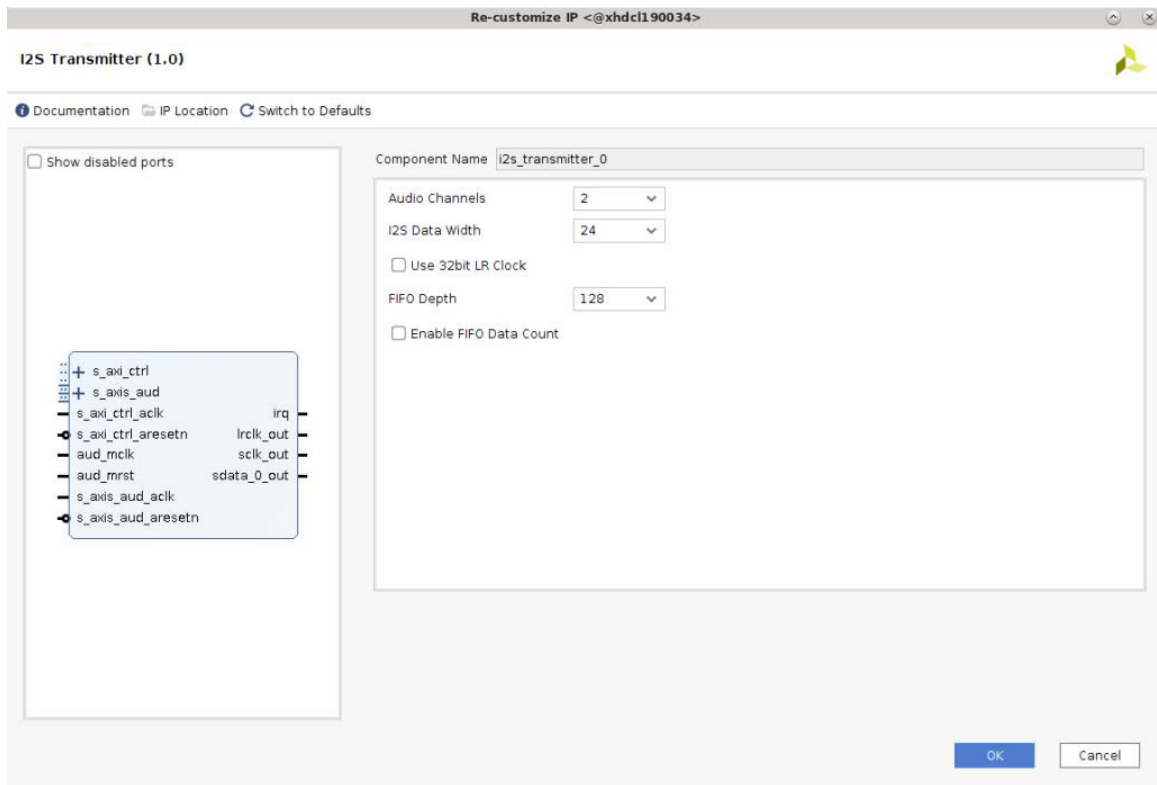 Re-customize IP <@xhdcl190034>
I2S Transmitter (1.0)
Documentation IP Location Switch to Defaults
Show disabled ports
s_axi_ctrl
s_axis_aud
s_axi_ctrl_aclk irq
s_axi_ctrl_aresetn lrclk_out
aud_mclk sclk_out
aud_mrst sdata_0_out
s_axis_aud_aclk
s_axis_aud_aresetn
Component Name i2s_transmitter_0
Audio Channels 2
I2S Data Width 24
Use 32bit LR Clock
FIFO Depth 128
Enable FIFO Data Count
OK Cancel